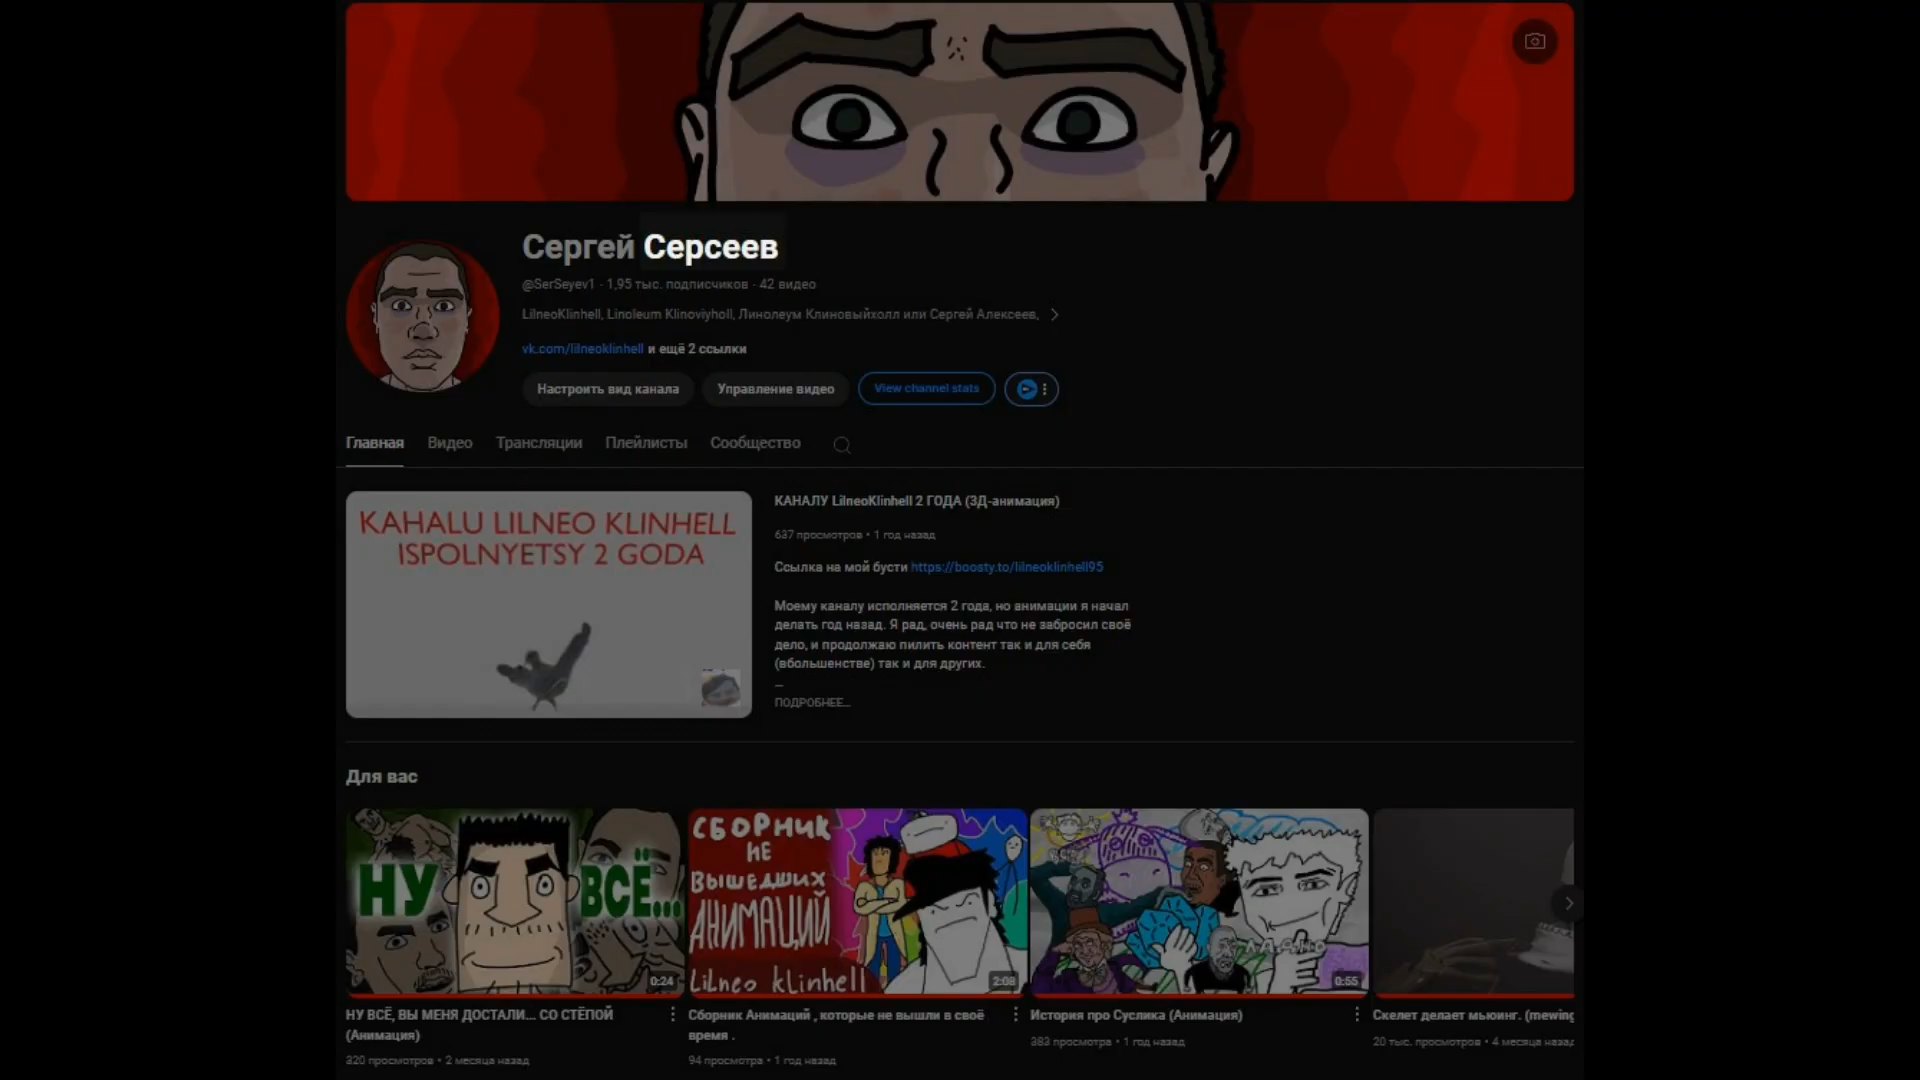 Сергей Серсеев
@SerSeyev1 · 1,95 тыс. подписчиков · 42 видео
LilneoKlinhell, Linoleum Klinoviyholl, Линолеум Клиновыйхолл или Сергей Алексеев,
vk.com/lilneoklinhell и ещё 2 ссылки
Настроить вид канала Управление видео View channel stats
Главная Видео Трансляции Плейлисты Сообщество
KAHALU LILNEO KLINHELL
ISPOLNYETSY 2 GODA
КАНАЛУ LilneoKlinhell 2 ГОДА (3Д-анимация)
637 просмотров • 1 год назад
Ссылка на мой бусти https://boosty.to/lilneoklinhell95
Моему каналу исполняется 2 года, но анимации я начал
делать год назад. Я рад, очень рад что не забросил своё
дело, и продолжаю пилить контент так и для себя
(вбольшенстве) так и для других.
_
ПОДРОБНЕЕ...
Для вас
НУ ВСЁ...
0:24
СБОРНИК
НЕ
ВЫШЕДШИХ
АНИМАЦИЙ
LiLneo klinhell
2:08
ЛАДНО
0:55
НУ ВСЁ, ВЫ МЕНЯ ДОСТАЛИ... СО СТЁПОЙ
(Анимация)
320 просмотров • 2 месяца назад
Сборник Анимаций , которые не вышли в своё
время .
94 просмотра • 1 год назад
История про Суслика (Анимация)
383 просмотра • 1 год назад
Скелет делает мьюинг. (mewing
20 тыс. просмотров • 4 месяца назад